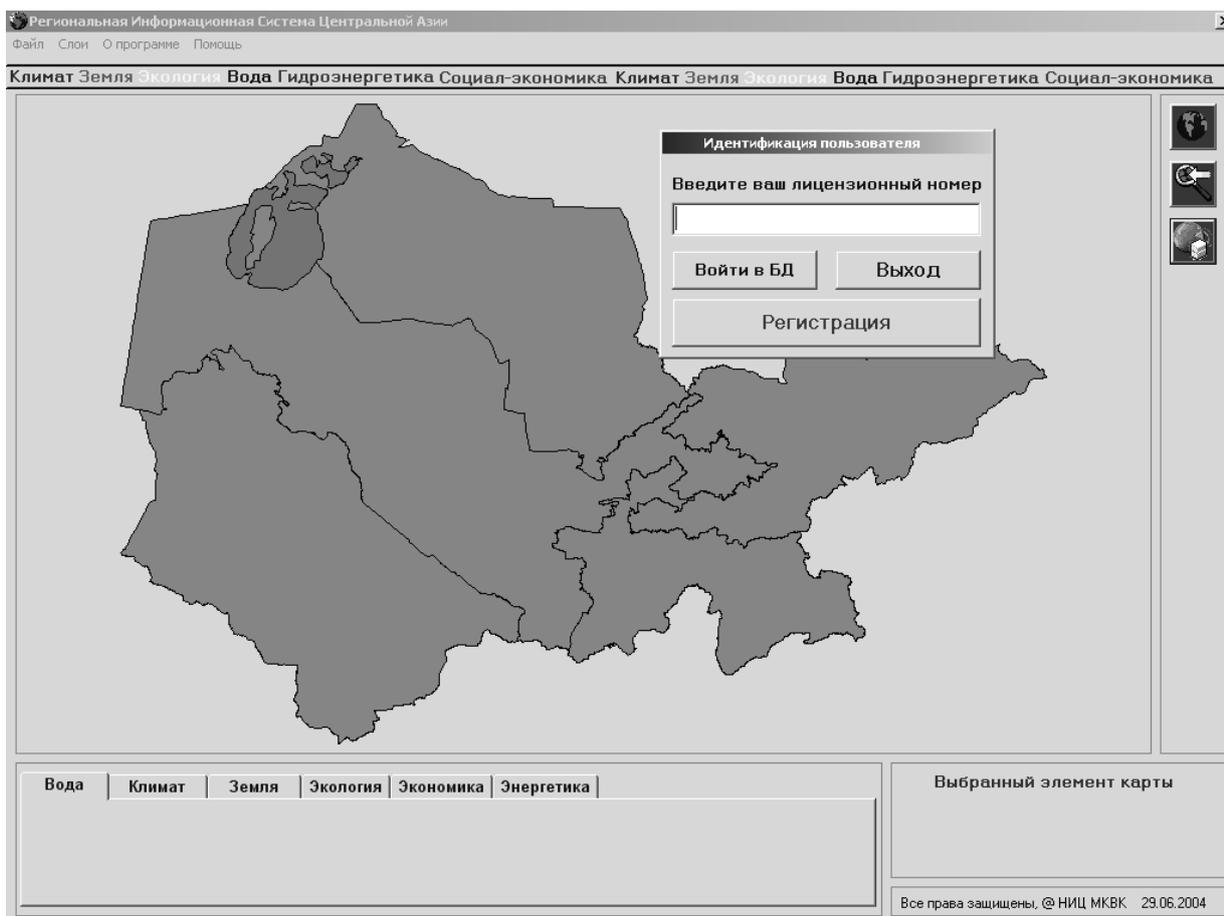 Региональная Информационная Система Центральной Азии
Файл Слои О программе Помощь
Климат Земля Экология Вода Гидроэнергетика Социал-экономика Климат Земля Экология Вода Гидроэнергетика Социал-экономика
Идентификация пользователя
Введите ваш лицензионный номер
Войти в БД Выход
Регистрация
Вода Климат Земля Экология Экономика Энергетика
Выбранный элемент карты
Все права защищены, @ НИЦ МКВК 29.06.2004